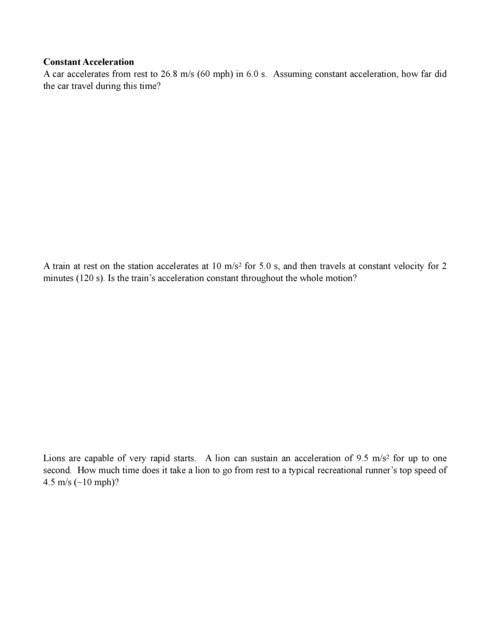 Constant Acceleration
A car accelerates from rest to 26.8 m/s (60 mph) in 6.0 s.  Assuming constant acceleration, how far did
the car travel during this time?
A train at rest on the station accelerates at 10 m/s² for 5.0 s, and then travels at constant velocity for 2
minutes (120 s). Is the train’s acceleration constant throughout the whole motion?
Lions are capable of very rapid starts.  A lion can sustain an acceleration of 9.5 m/s² for up to one
second.  How much time does it take a lion to go from rest to a typical recreational runner’s top speed of
4.5 m/s (~10 mph)?